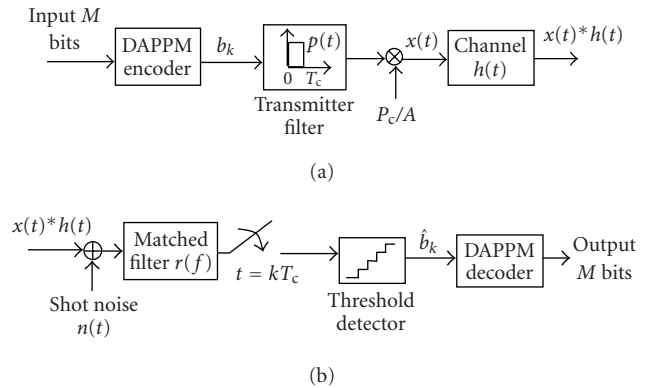 Input M
bits
DAPPM
encoder
b_k
p(t)
0 T_c
Transmitter
filter
x(t)
P_c/A
Channel
h(t)
x(t)*h(t)
(a)
x(t)*h(t)
Shot noise
n(t)
Matched
filter r(f)
t = kT_c
Threshold
detector
b̂_k
DAPPM
decoder
Output
M bits
(b)